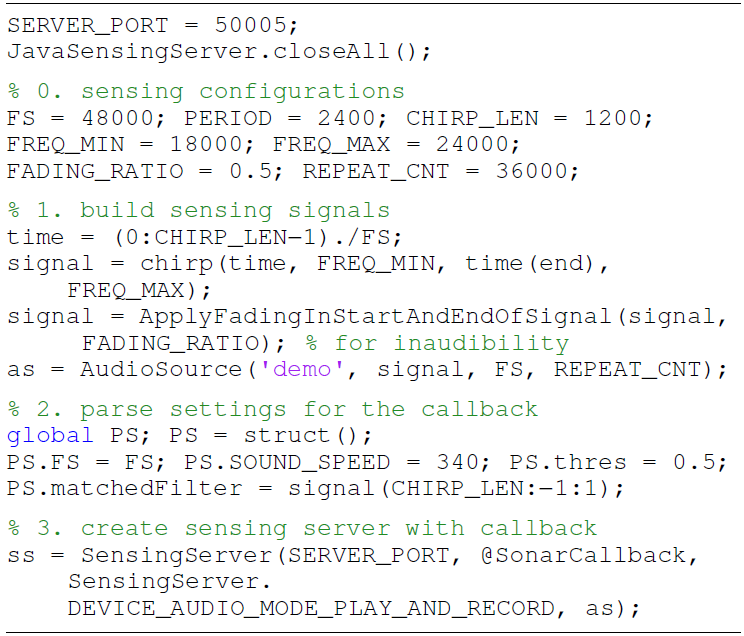 SERVER_PORT = 50005;
JavaSensingServer.closeAll();
% 0. sensing configurations
FS = 48000; PERIOD = 2400; CHIRP_LEN = 1200;
FREQ_MIN = 18000; FREQ_MAX = 24000;
FADING_RATIO = 0.5; REPEAT_CNT = 36000;
% 1. build sensing signals
time = (0:CHIRP_LEN-1)./FS;
signal = chirp(time, FREQ_MIN, time(end),
FREQ_MAX);
signal = ApplyFadingInStartAndEndOfSignal(signal,
FADING_RATIO); % for inaudibility
as = AudioSource('demo', signal, FS, REPEAT_CNT);
% 2. parse settings for the callback
global PS; PS = struct();
PS.FS = FS; PS.SOUND_SPEED = 340; PS.thres = 0.5;
PS.matchedFilter = signal(CHIRP_LEN:-1:1);
% 3. create sensing server with callback
ss = SensingServer(SERVER_PORT, @SonarCallback,
SensingServer.
DEVICE_AUDIO_MODE_PLAY_AND_RECORD, as);